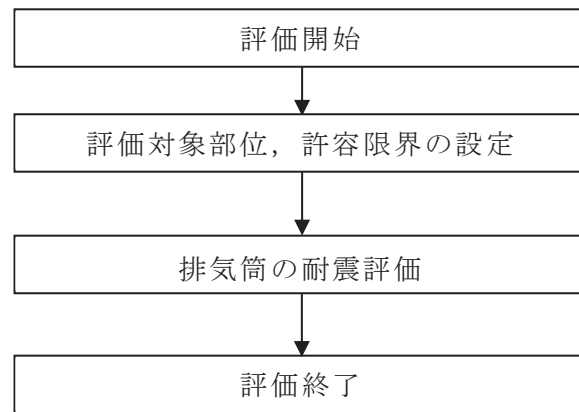 評価開始
評価対象部位，許容限界の設定
排気筒の耐震評価
評価終了